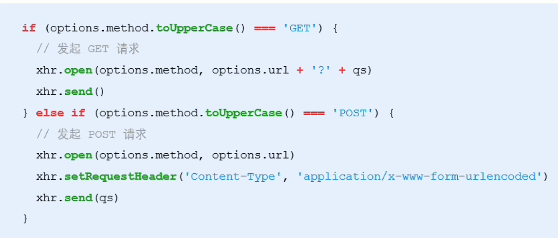 if (options.method.toUpperCase() === 'GET') {
  // 发起 GET 请求
  xhr.open(options.method, options.url + '?' + qs)
  xhr.send()
} else if (options.method.toUpperCase() === 'POST') {
  // 发起 POST 请求
  xhr.open(options.method, options.url)
  xhr.setRequestHeader('Content-Type', 'application/x-www-form-urlencoded')
  xhr.send(qs)
}